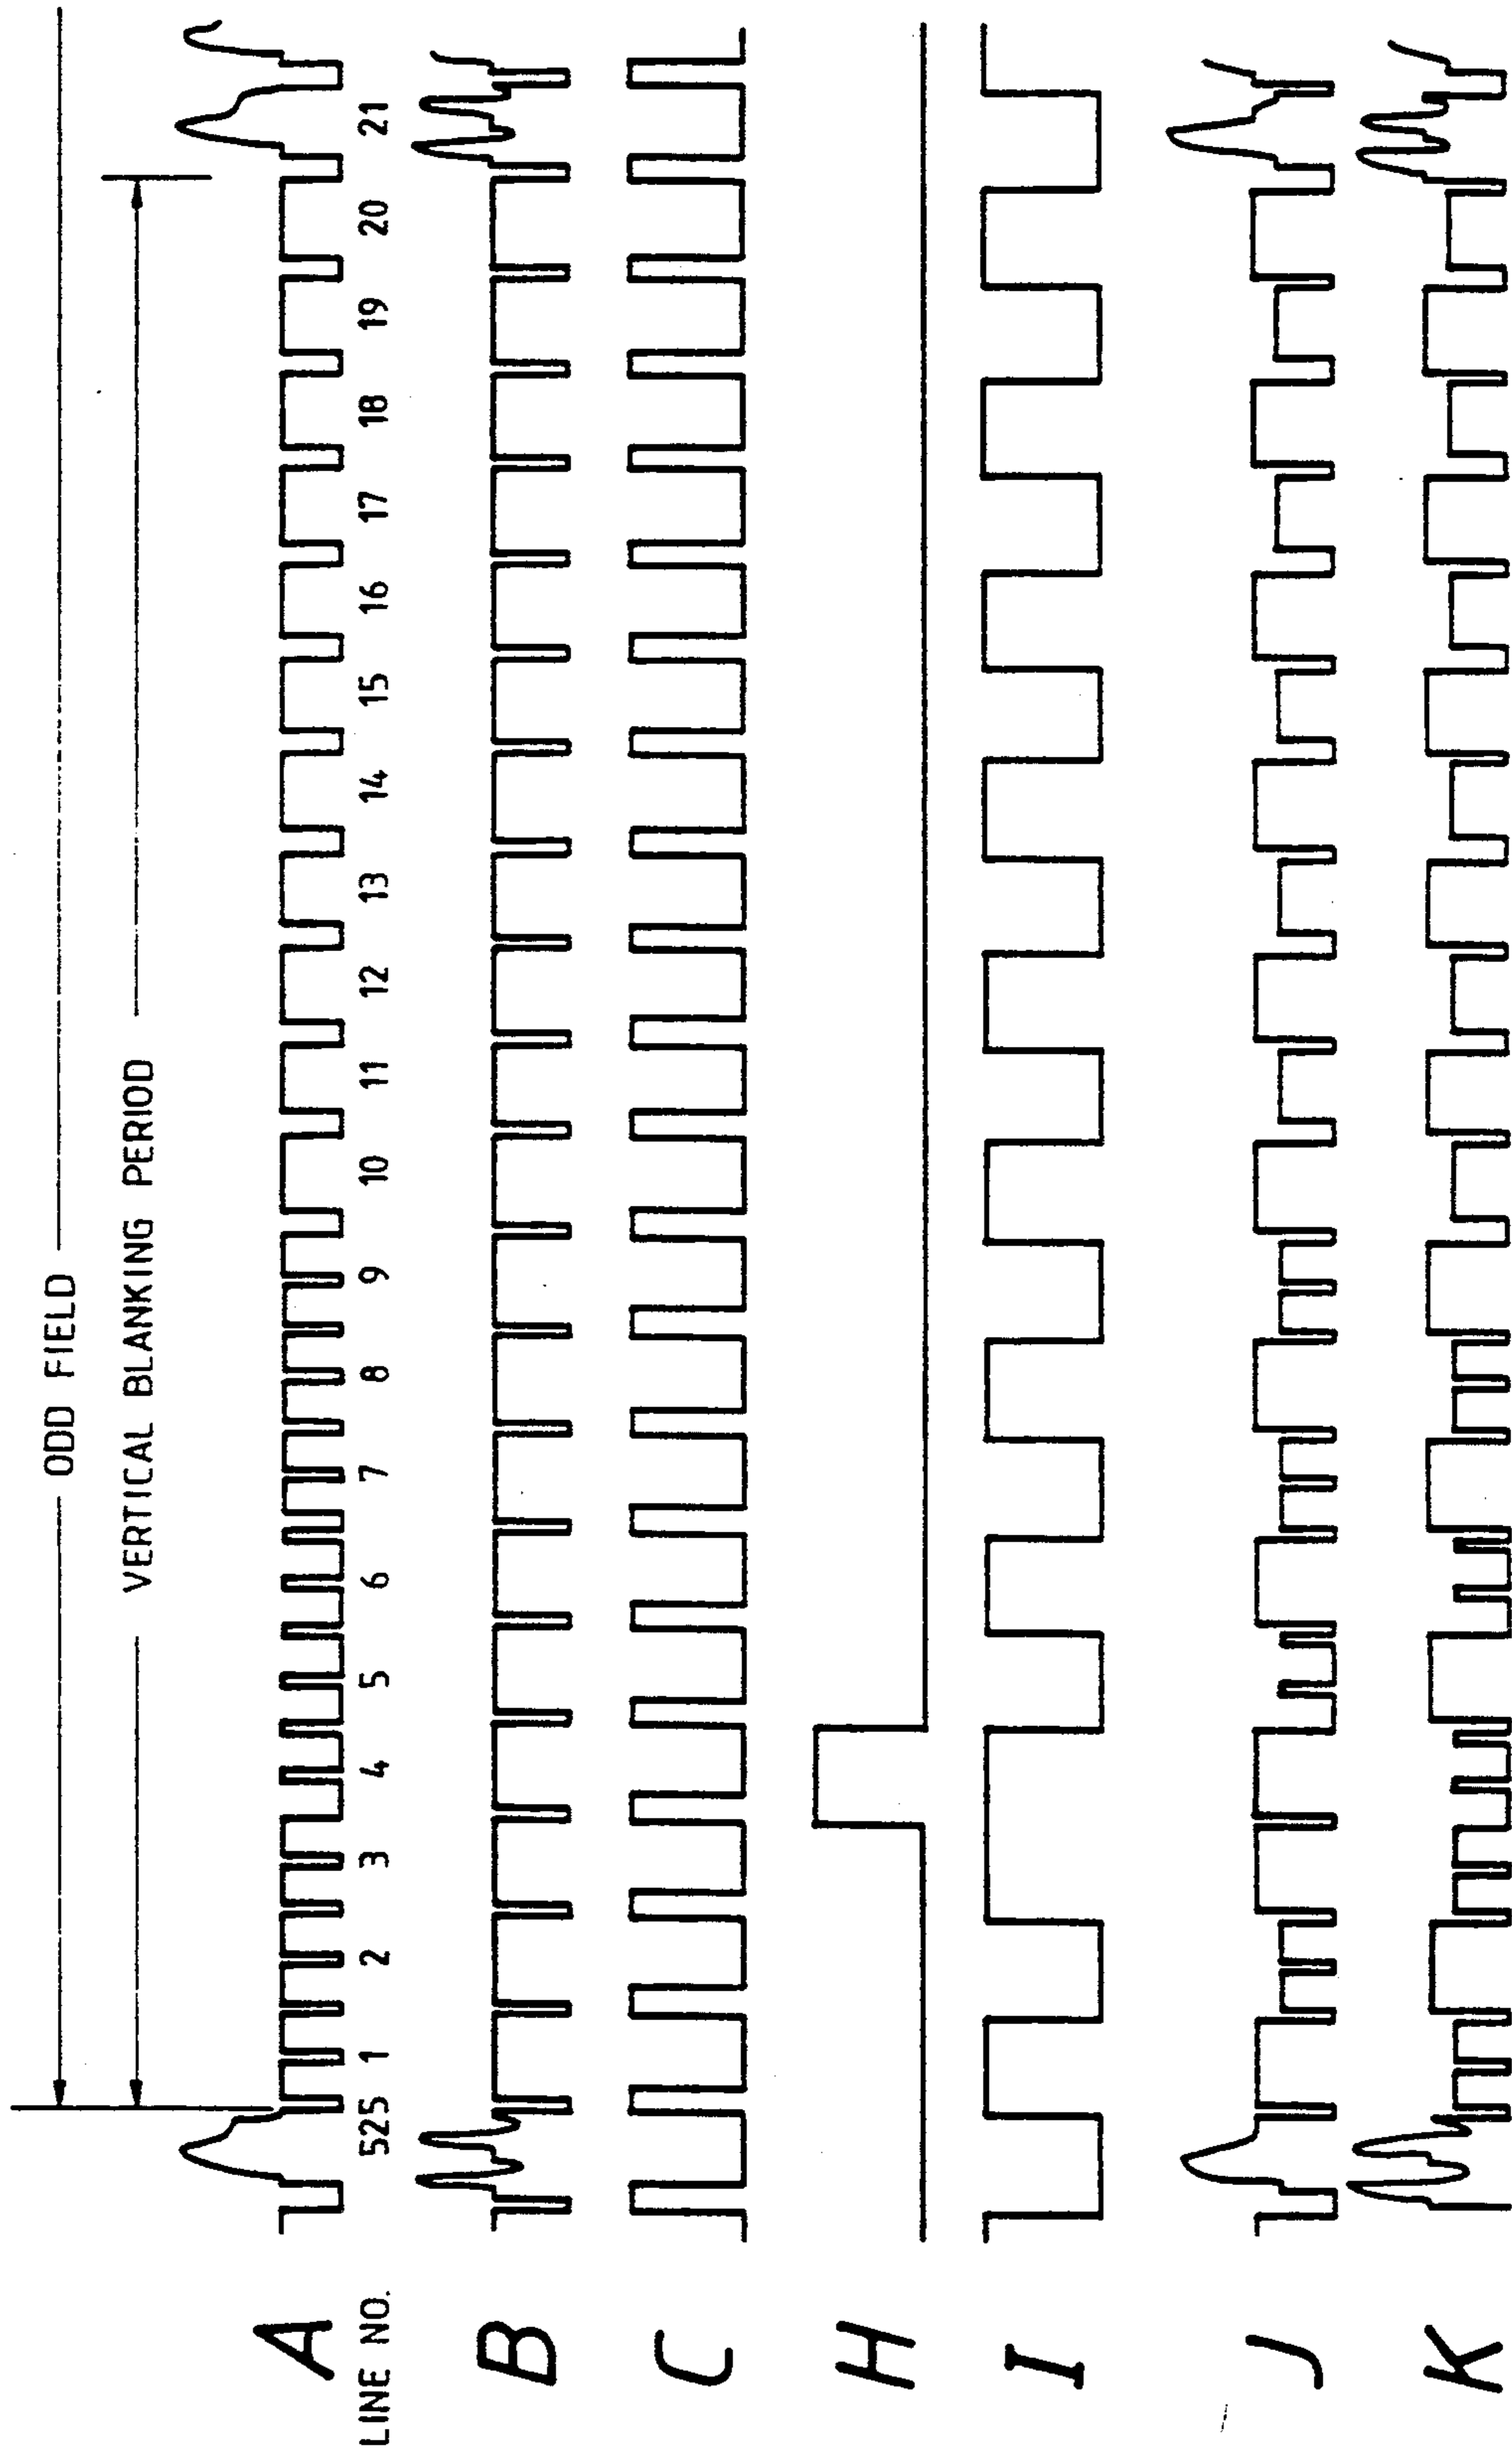 ODD FIELD
VERTICAL BLANKING PERIOD
A
LINE NO. 525 1 2 3 4 5 6 7 8 9 10 11 12 13 14 15 16 17 18 19 20 21
B
C
H
I
J
K